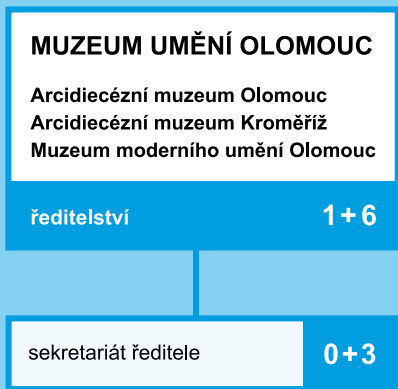 MUZEUM UMĚNÍ OLOMOUC
Arcidiecézní muzeum Olomouc
Arcidiecézní muzeum Kroměříž
Muzeum moderního umění Olomouc
ředitelství 1+6
sekretariát ředitele 0+3